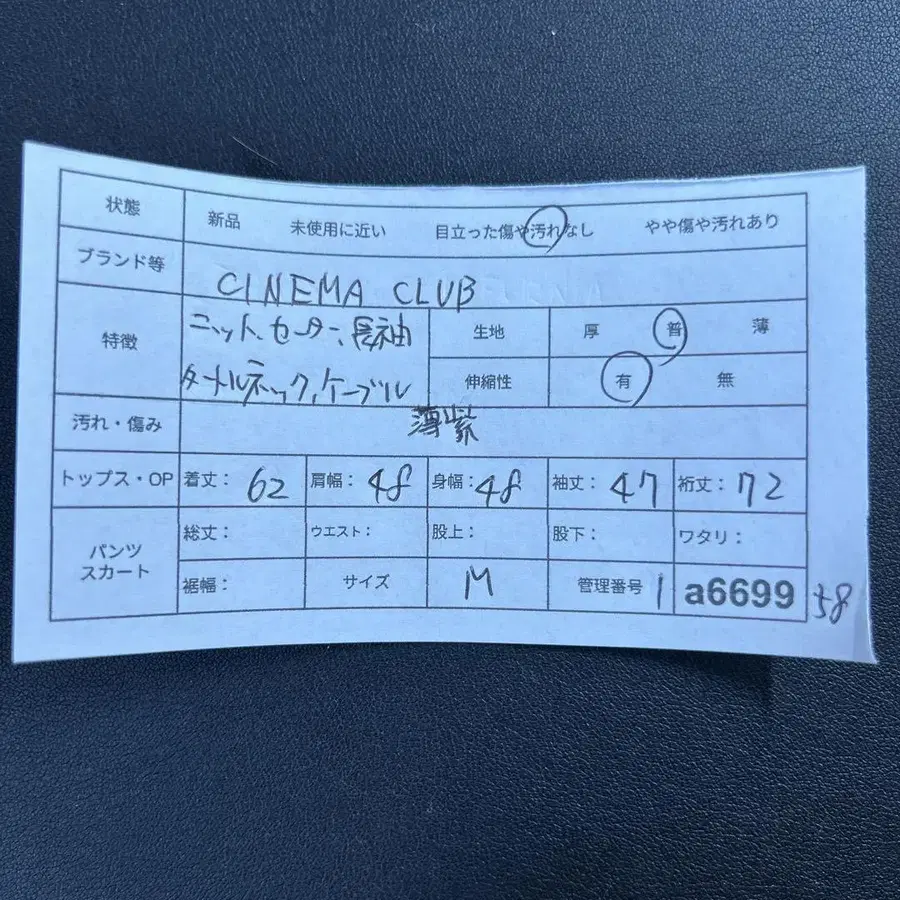 状態 新品 未使用に近い 目立った傷や汚れなし やや傷や汚れあり
ブランド等 CINEMA CLUB
特徴 ニット、セーター、長袖 生地 厚 普 薄
タートルネック、ケーブル 伸縮性 有 無
汚れ・傷み 薄紫
トップス・OP 着丈: 62 肩幅: 48 身幅: 48 袖丈: 47 裄丈: 72
パンツ スカート 総丈: ウエスト: 股上: 股下: ワタリ:
裾幅: サイズ M 管理番号 1 a6699 58